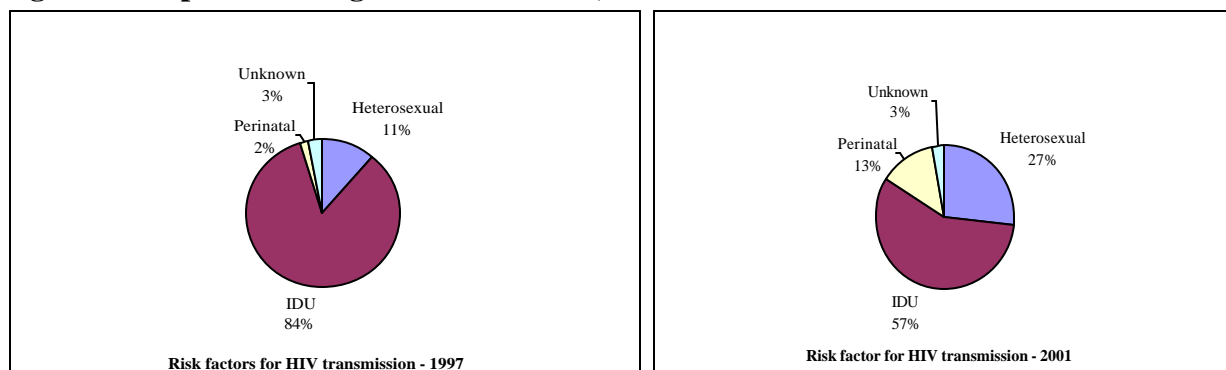 Unknown
3%
Heterosexual
11%
Perinatal
2%
IDU
84%
Risk factors for HIV transmission - 1997
Unknown
3%
Heterosexual
27%
Perinatal
13%
IDU
57%
Risk factor for HIV transmission - 2001